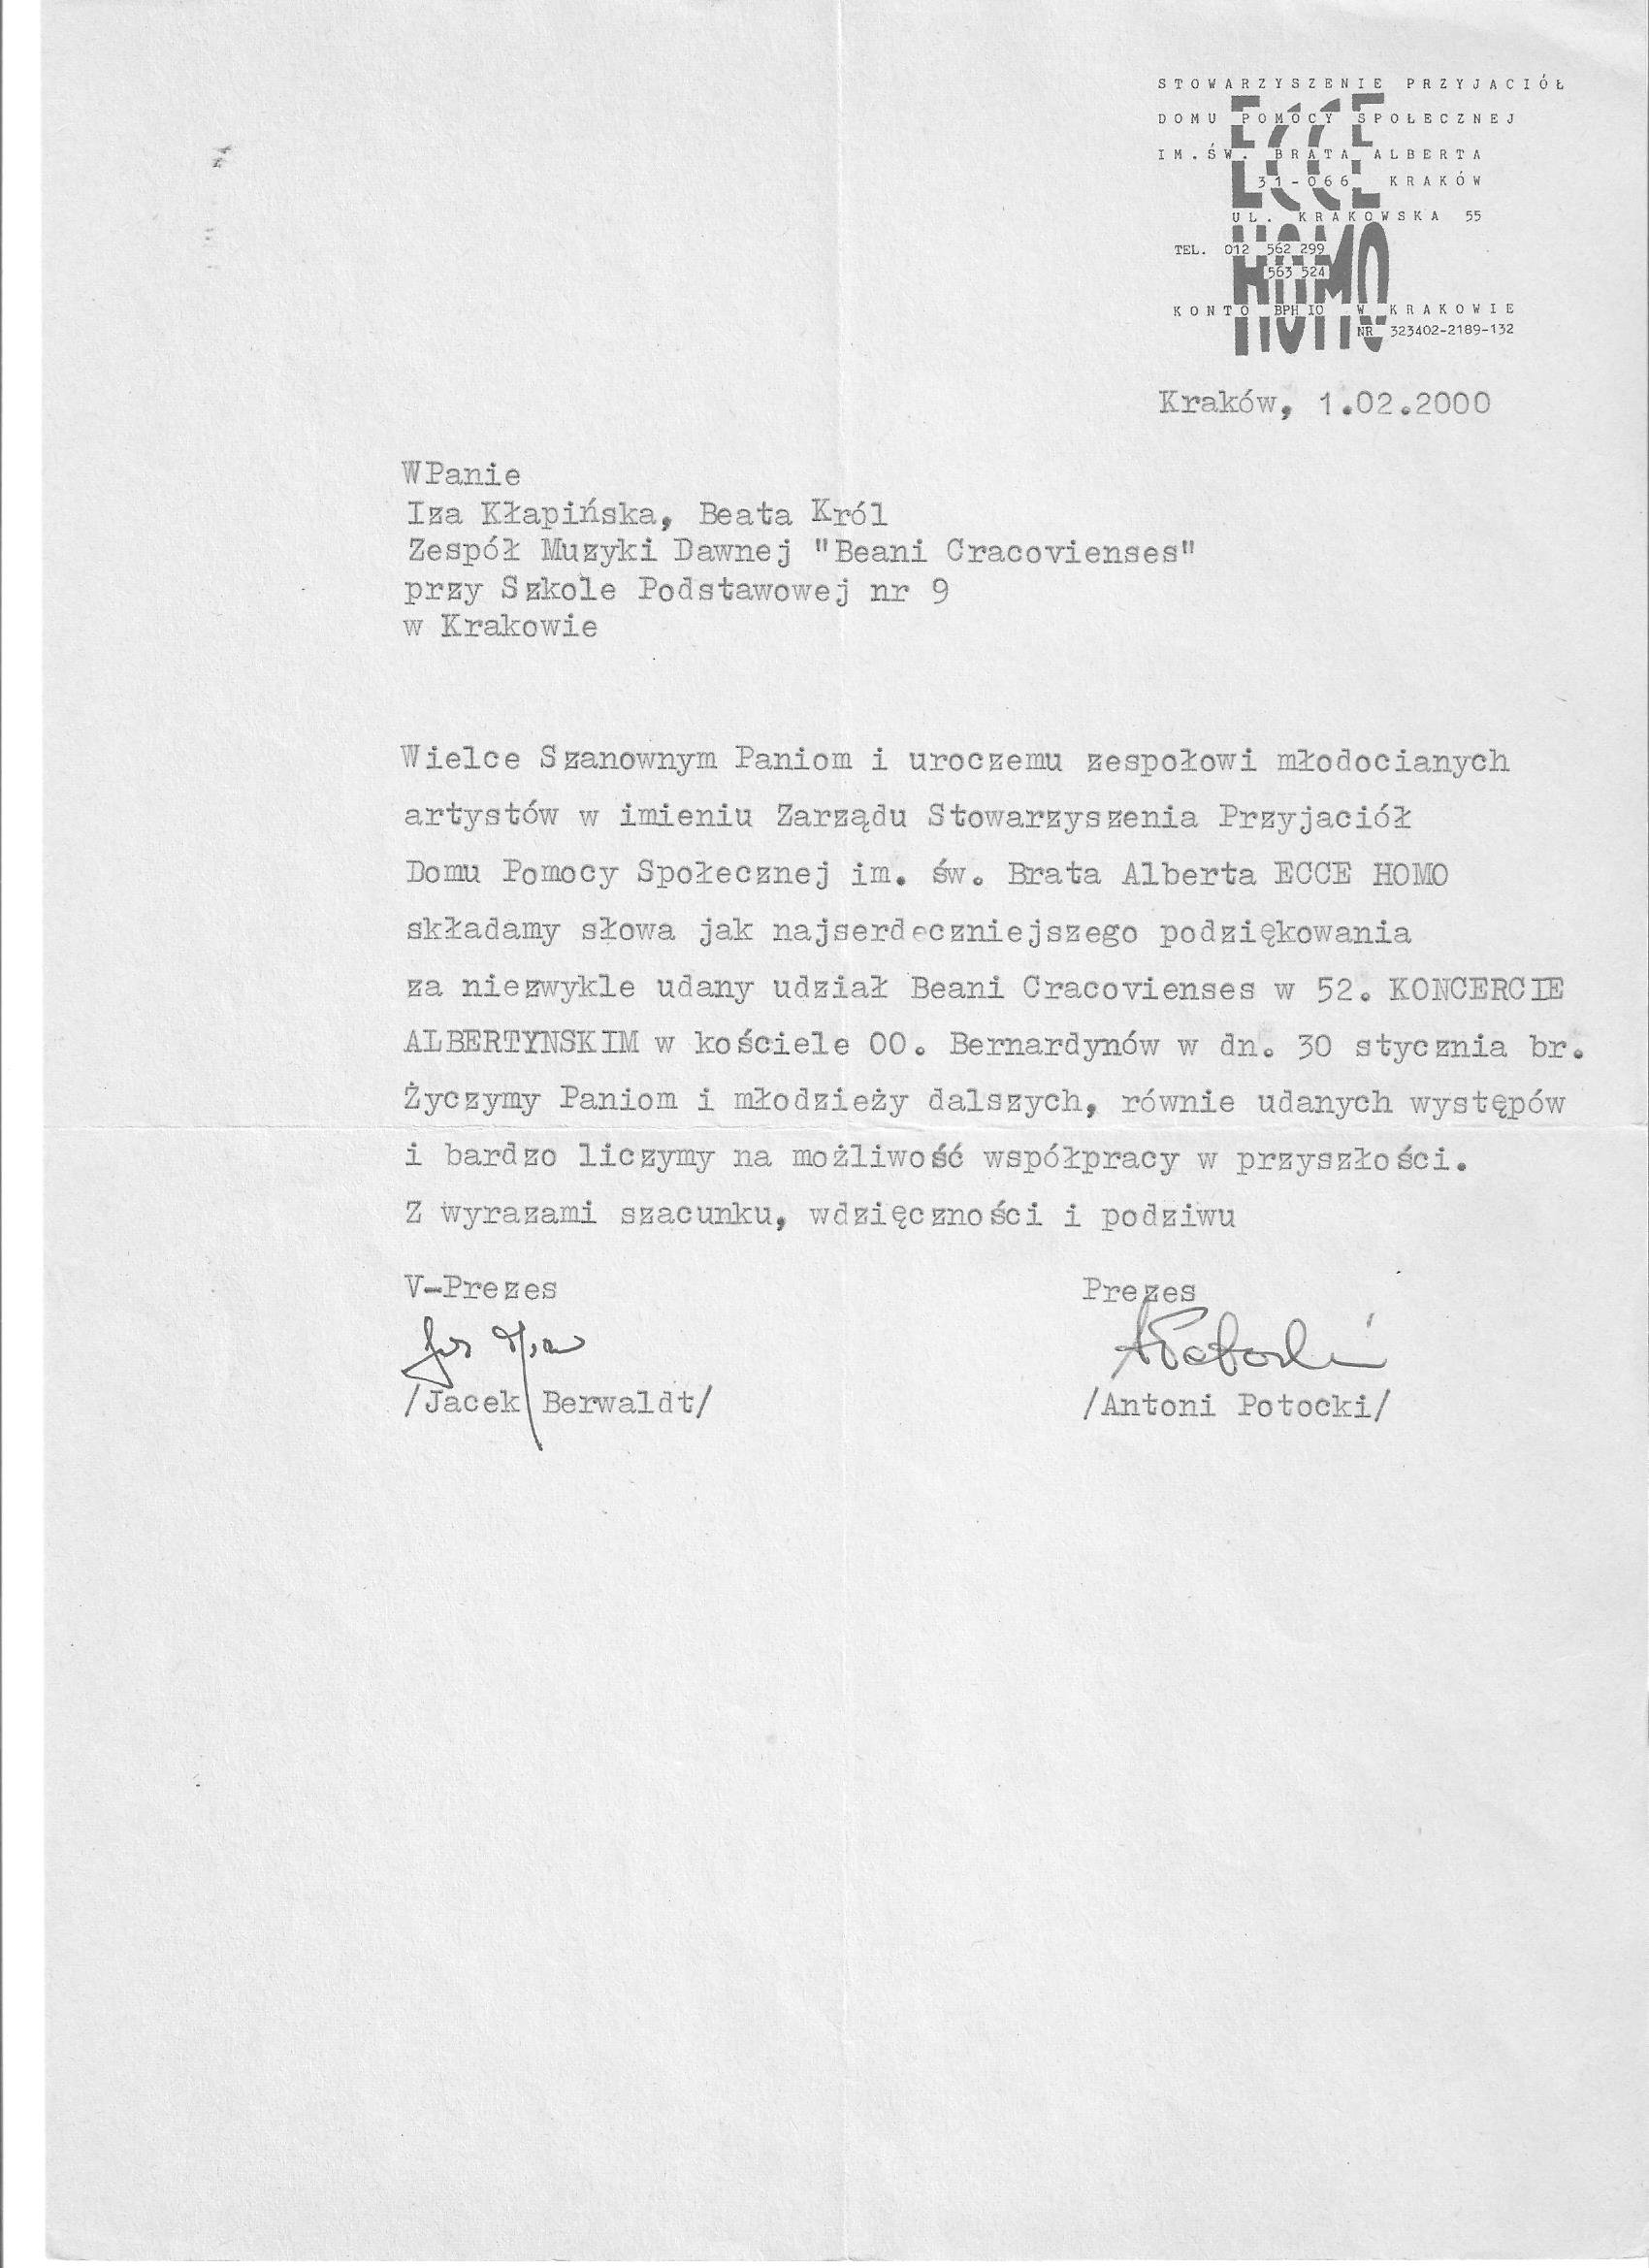 STOWARZYSZENIE PRZYJACIÓŁ
DOMU POMOCY SPOŁECZNEJ
IM.ŚW. BRATA ALBERTA
31-066 KRAKÓW
UL. KRAKOWSKA 55
TEL. 012 562 299
563 524
KONTO BPH IO W KRAKOWIE
NR 323402-2189-132
ECCE
HOMO
Kraków, 1.02.2000
WPanie
Iza Kłapińska, Beata Król
Zespół Muzyki Dawnej "Beani Cracovienses"
przy Szkole Podstawowej nr 9
w Krakowie
Wielce Szanownym Paniom i uroczemu zespołowi młodocianych
artystów w imieniu Zarządu Stowarzyszenia Przyjaciół
Domu Pomocy Społecznej im. św. Brata Alberta ECCE HOMO
składamy słowa jak najserdeczniejszego podziękowania
za niezwykle udany udział Beani Cracovienses w 52. KONCERCIE
ALBERTYNSKIM w kościele OO. Bernardynów w dn. 30 stycznia br.
Życzymy Paniom i młodzieży dalszych, równie udanych występów
i bardzo liczymy na możliwość współpracy w przyszłości.
Z wyrazami szacunku, wdzięczności i podziwu
V-Prezes Prezes
/Jacek Berwaldt/ /Antoni Potocki/